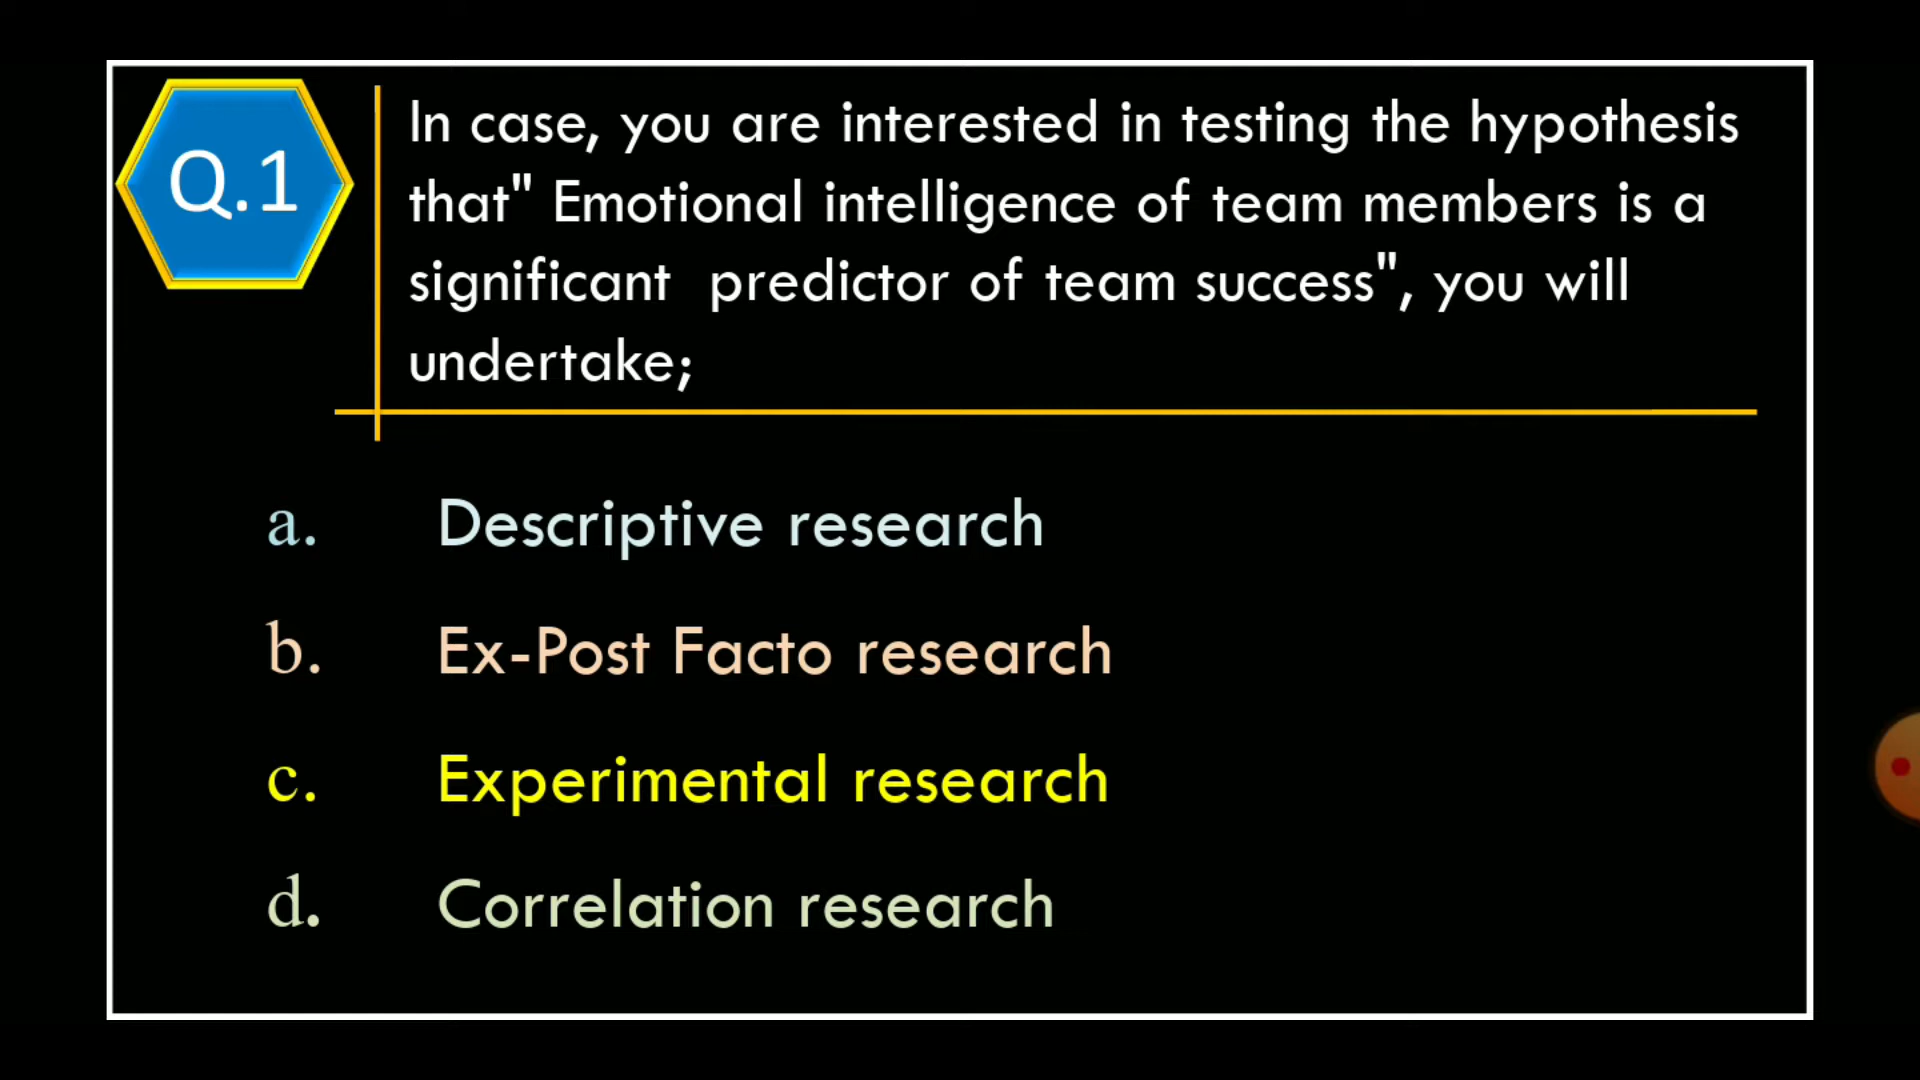 Q.1
In case, you are interested in testing the hypothesis
that" Emotional intelligence of team members is a
significant predictor of team success", you will
undertake;
a. Descriptive research
b. Ex-Post Facto research
c. Experimental research
d. Correlation research